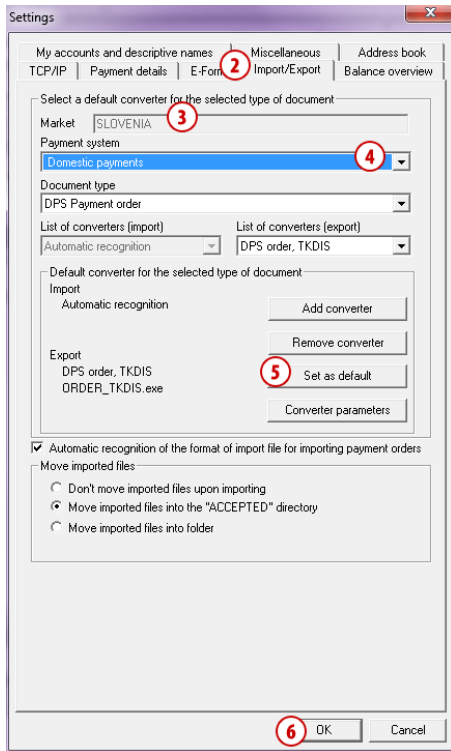 Settings
My accounts and descriptive names Miscellaneous Address book
TCP/IP Payment details E-Form 2 Import/Export Balance overview
Select a default converter for the selected type of document
Market SLOVENIA 3
Payment system
Domestic payments 4
Document type
DPS Payment order
List of converters (import) List of converters (export)
Automatic recognition DPS order, TKDIS
Default converter for the selected type of document
Import
Automatic recognition
Add converter
Remove converter
Export
DPS order, TKDIS
5 Set as default
ORDER_TKDIS.exe
Converter parameters
Automatic recognition of the format of import file for importing payment orders
Move imported files
Don't move imported files upon importing
Move imported files into the "ACCEPTED" directory
Move imported files into folder
6 OK Cancel